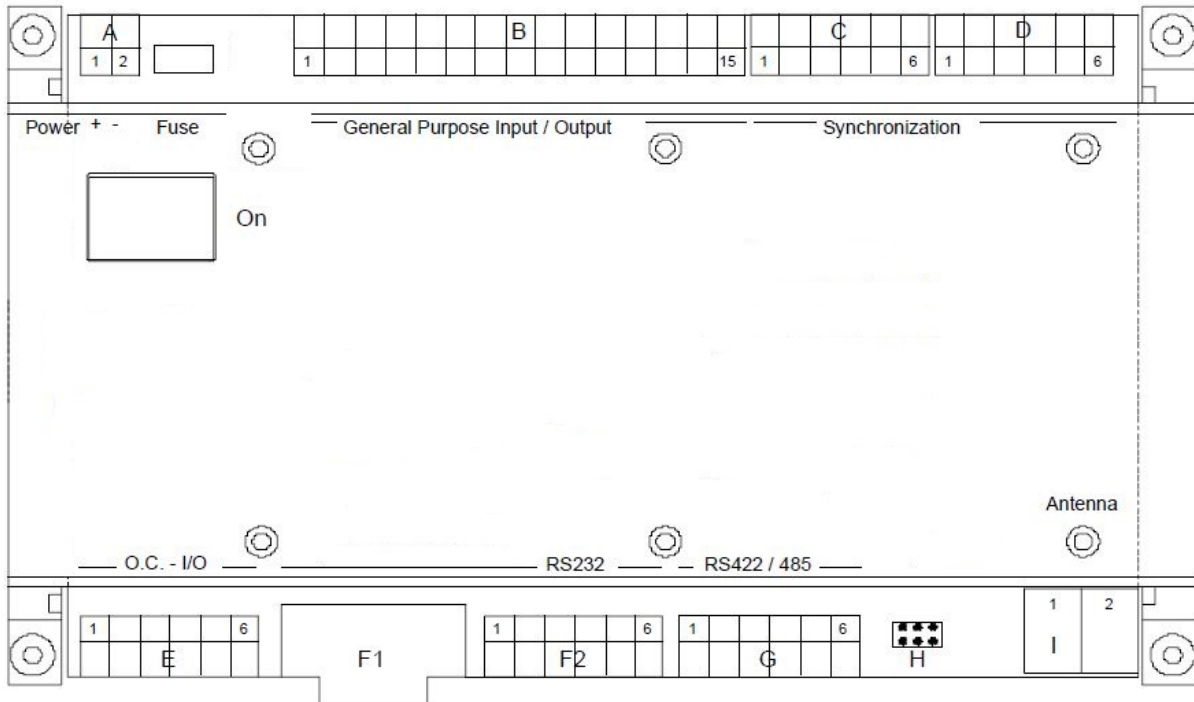 A B C D
1 2 1 15 1 6 1 6
Power + - Fuse General Purpose Input / Output Synchronization
On
Antenna
O.C. - I/O RS232 RS422 / 485
1 2
1 6 1 6 1 6
E F1 F2 G H I